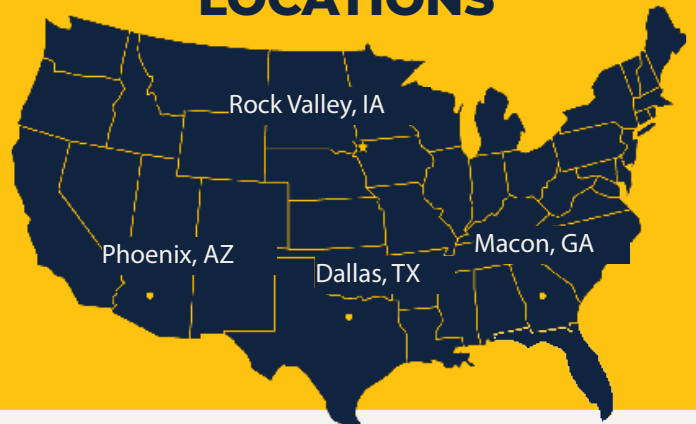 LOCATIONS
Rock Valley, IA
Phoenix, AZ
Dallas, TX
Macon, GA